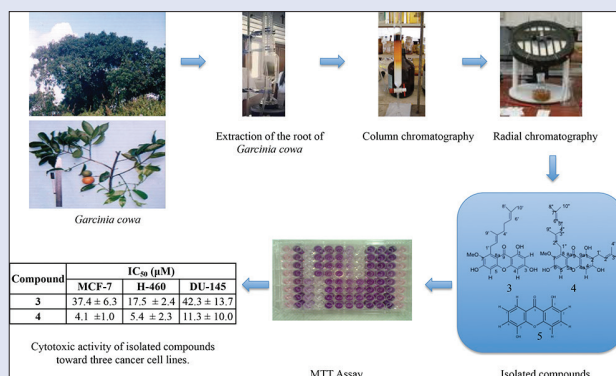 Extraction of the root of
Garcinia cowa
Column chromatography
Radial chromatography
Garcinia cowa
3
4
5
Isolated compounds
MTT Assay
Compound
IC50 (μM)
MCF-7 H-460 DU-145
3 37.4 ± 6.3 17.5 ± 2.4 42.3 ± 13.7
4 4.1 ±1.0 5.4 ± 2.3 11.3 ± 10.0
Cytotoxic activity of isolated compounds
toward three cancer cell lines.